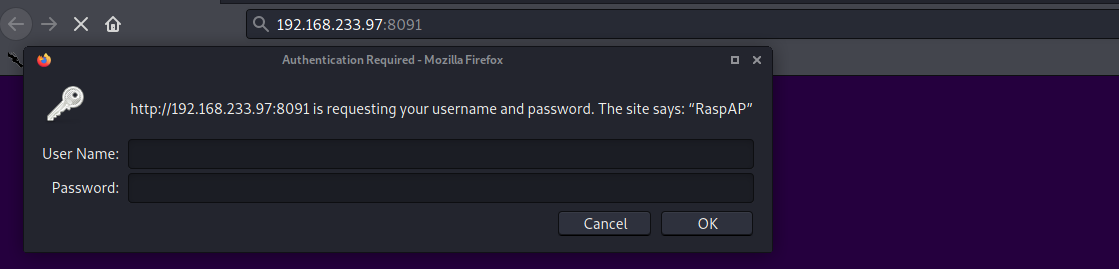 192.168.233.97:8091
Authentication Required - Mozilla Firefox
http://192.168.233.97:8091 is requesting your username and password. The site says: “RaspAP”
User Name:
Password:
Cancel OK